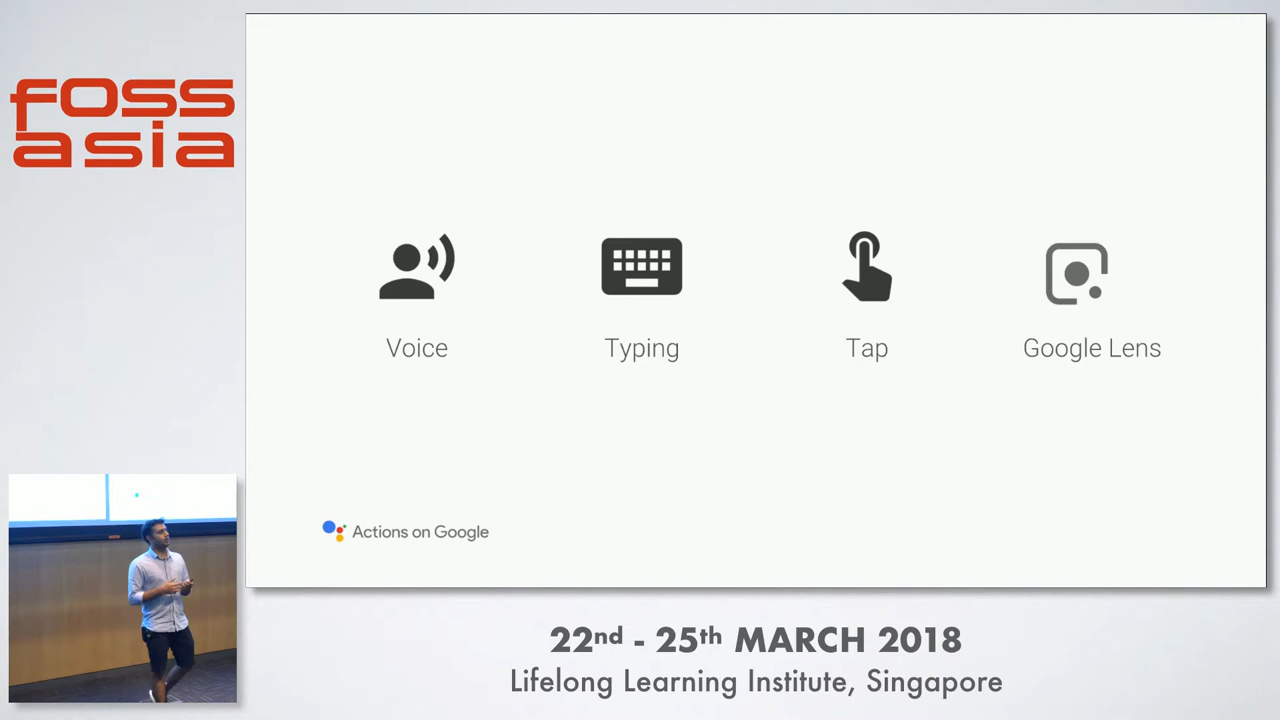 foss
asia
Voice
Typing
Tap
Google Lens
Actions on Google
22nd - 25th MARCH 2018
Lifelong Learning Institute, Singapore